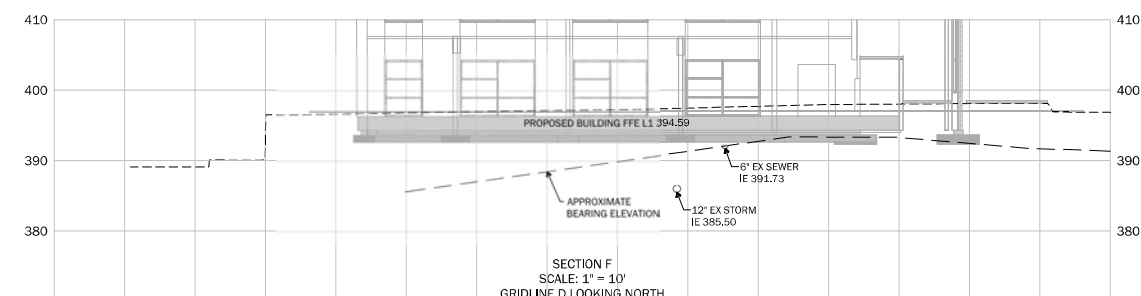 410
410
400
400
PROPOSED BUILDING FFE L1 394.59
390
390
6" EX SEWER
IE 391.73
APPROXIMATE
BEARING ELEVATION
12" EX STORM
IE 385.50
380
380
SECTION F
SCALE: 1" = 10'
GRIDLINE D LOOKING NORTH